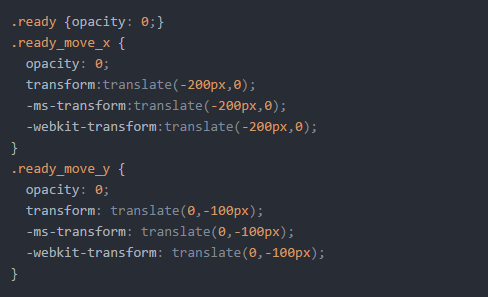 .ready {opacity: 0;}
.ready_move_x {
  opacity: 0;
  transform:translate(-200px,0);
  -ms-transform:translate(-200px,0);
  -webkit-transform:translate(-200px,0);
}
.ready_move_y {
  opacity: 0;
  transform: translate(0,-100px);
  -ms-transform: translate(0,-100px);
  -webkit-transform: translate(0,-100px);
}